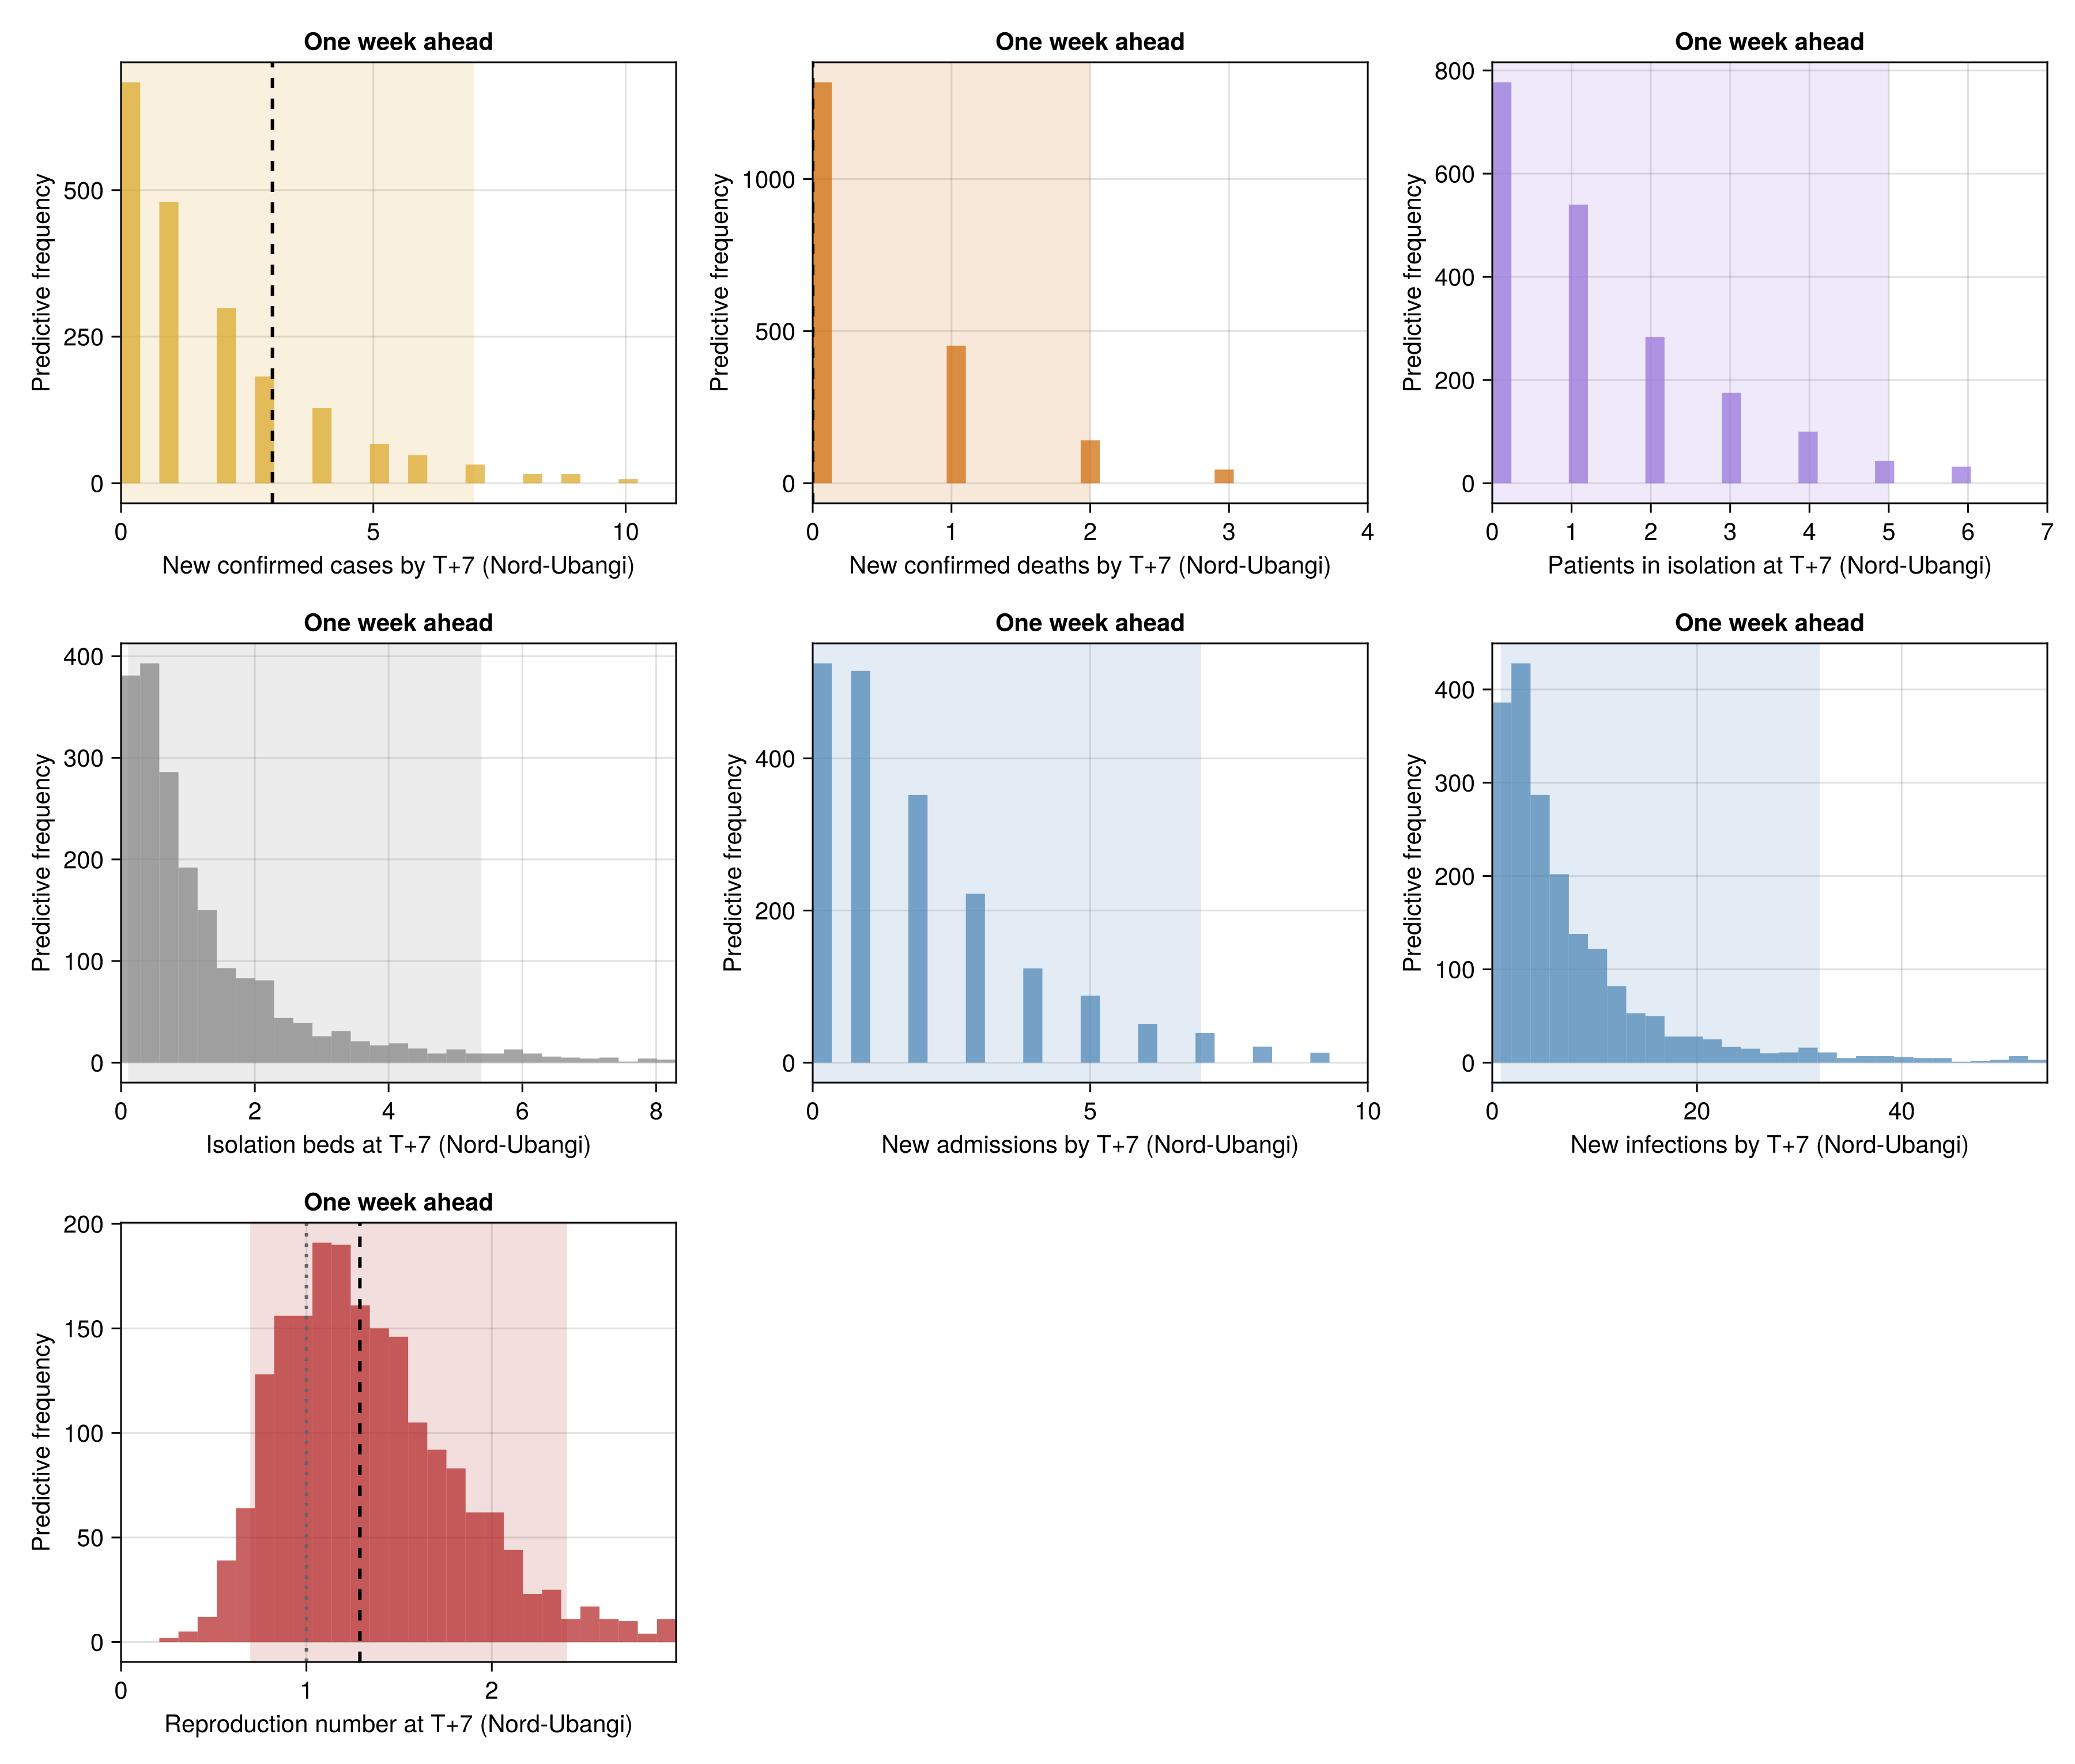 One week ahead
Predictive frequency
500
250
0
0
5
10
New confirmed cases by T+7 (Nord-Ubangi)
One week ahead
Predictive frequency
1000
500
0
0
1
2
3
4
New confirmed deaths by T+7 (Nord-Ubangi)
One week ahead
Predictive frequency
800
600
400
200
0
0
1
2
3
4
5
6
7
Patients in isolation at T+7 (Nord-Ubangi)
One week ahead
Predictive frequency
400
300
200
100
0
0
2
4
6
8
Isolation beds at T+7 (Nord-Ubangi)
One week ahead
Predictive frequency
400
200
0
0
5
10
New admissions by T+7 (Nord-Ubangi)
One week ahead
Predictive frequency
400
300
200
100
0
0
20
40
New infections by T+7 (Nord-Ubangi)
One week ahead
Predictive frequency
200
150
100
50
0
0
1
2
Reproduction number at T+7 (Nord-Ubangi)